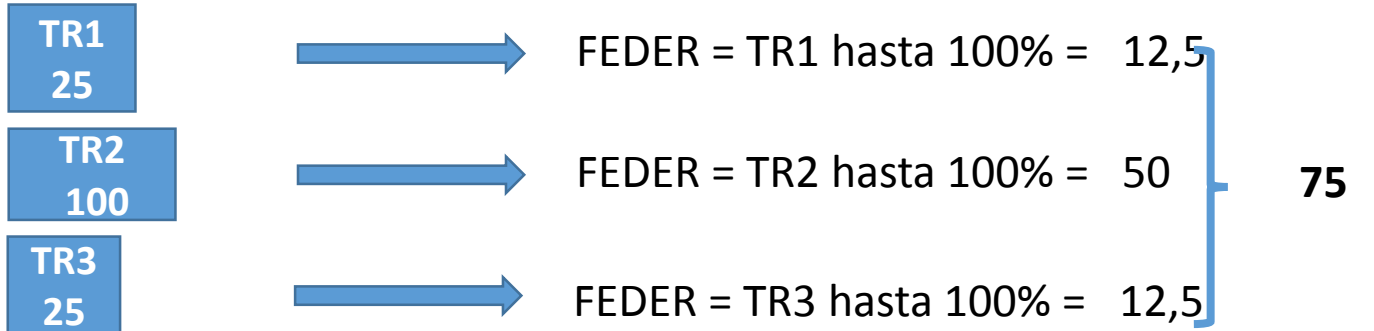 TR1
25
FEDER = TR1 hasta 100% = 12,5
TR2
100
FEDER = TR2 hasta 100% = 50
75
TR3
25
FEDER = TR3 hasta 100% = 12,5